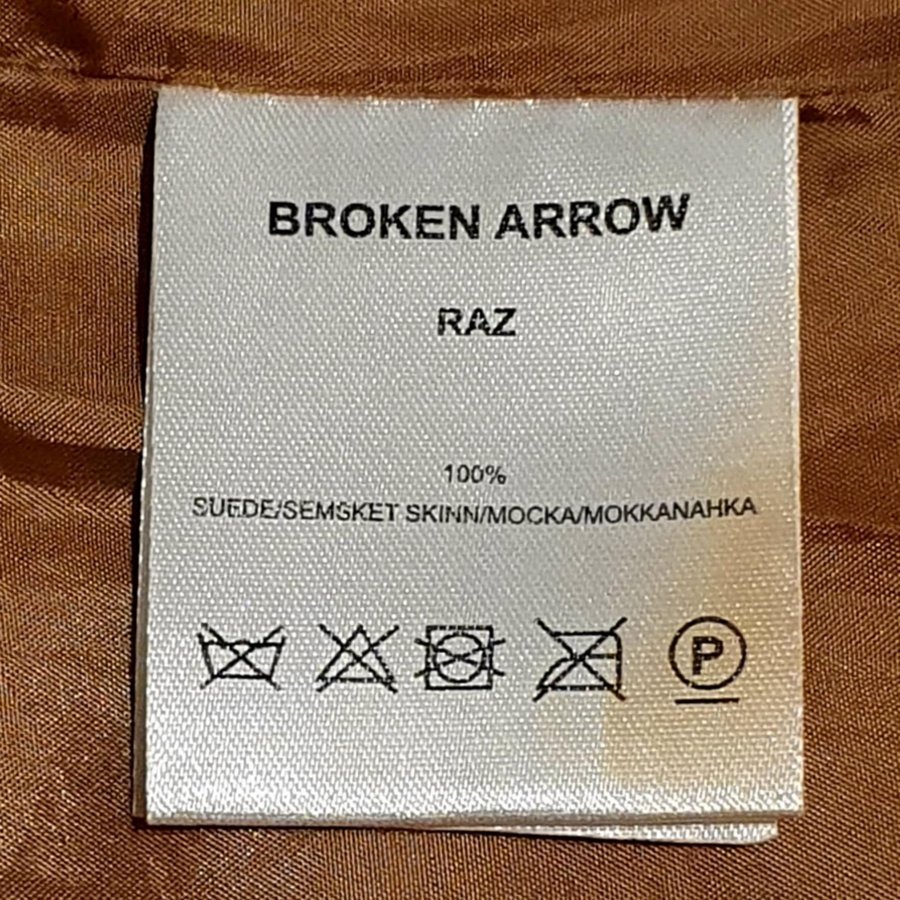 BROKEN ARROW
RAZ
100%
SUEDE/SEMSKET SKINN/MOCKA/MOKKANAHKA
P